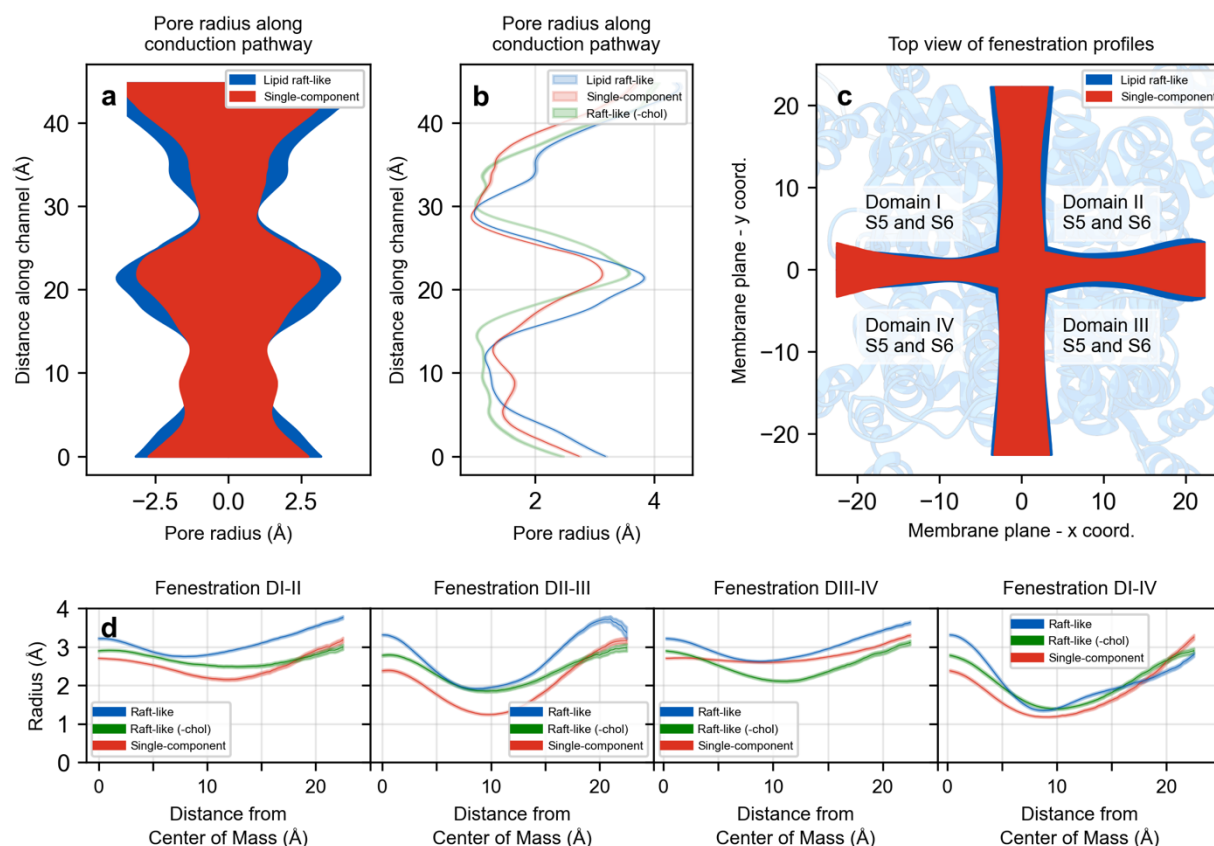 Pore radius along
conduction pathway
a
Lipid raft-like
Single-component
Distance along channel (Å)
40
30
20
10
0
−2.5
0.0
2.5
Pore radius (Å)
Pore radius along
conduction pathway
b
Lipid raft-like
Single-component
Raft-like (-chol)
Distance along channel (Å)
40
30
20
10
0
2
4
Pore radius (Å)
Top view of fenestration profiles
c
Lipid raft-like
Single-component
Membrane plane - y coord.
20
10
0
−10
−20
Domain I
S5 and S6
Domain II
S5 and S6
Domain IV
S5 and S6
Domain III
S5 and S6
−20
−10
0
10
20
Membrane plane - x coord.
Fenestration DI-II
d
Radius (Å)
4
3
2
1
0
Raft-like
Raft-like (-chol)
Single-component
0
10
20
Distance from
Center of Mass (Å)
Fenestration DII-III
Raft-like
Raft-like (-chol)
Single-component
0
10
20
Distance from
Center of Mass (Å)
Fenestration DIII-IV
Raft-like
Raft-like (-chol)
Single-component
0
10
20
Distance from
Center of Mass (Å)
Fenestration DI-IV
Raft-like
Raft-like (-chol)
Single-component
0
10
20
Distance from
Center of Mass (Å)